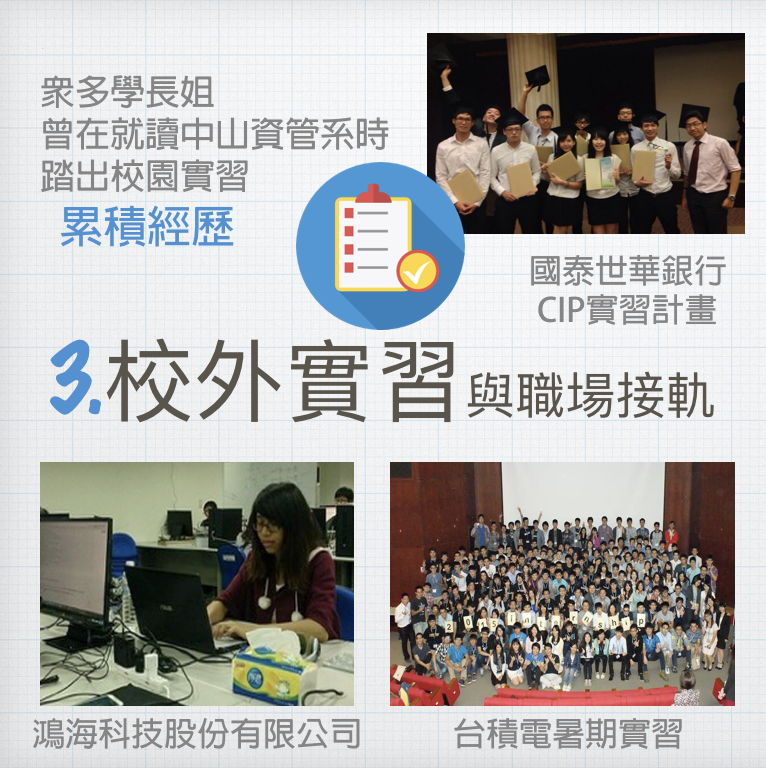 眾多學長姐
曾在就讀中山資管系時
踏出校園實習
累積經歷
國泰世華銀行
CIP實習計畫
3.校外實習與職場接軌
鴻海科技股份有限公司
2015 Internship
台積電暑期實習